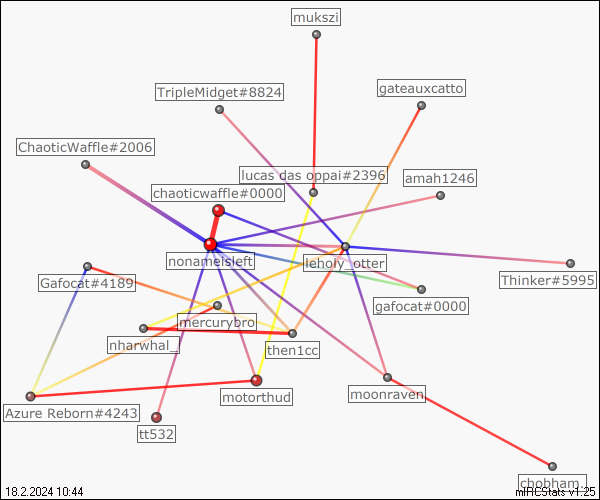 mukszi
TripleMidget#8824
gateauxcatto
ChaoticWaffle#2006
lucas das oppai#2396
amah1246
chaoticwaffle#0000
nonameisleft
leholy_otter
Gafocat#4189
Thinker#5995
gafocat#0000
mercurybro
nharwhal_
then1cc
moonraven
motorthud
Azure Reborn#4243
tt532
chobham_
18.2.2024 10:44
mIRCStats v1.25